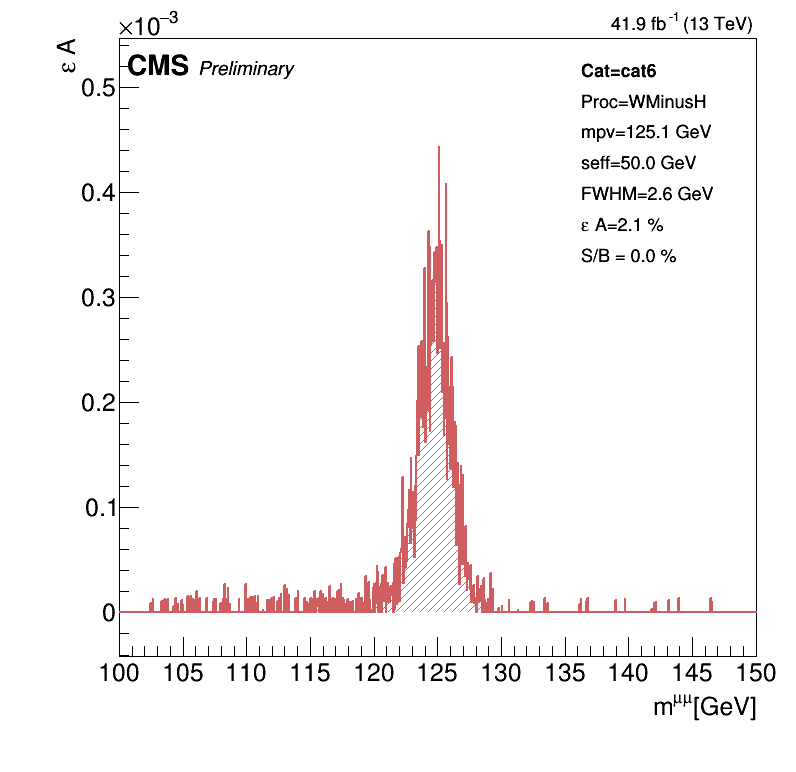 ×10⁻³
41.9 fb⁻¹ (13 TeV)
ε A
CMS Preliminary
Cat=cat6
Proc=WMinusH
mpv=125.1 GeV
seff=50.0 GeV
FWHM=2.6 GeV
ε A=2.1 %
S/B = 0.0 %
0.5
0.4
0.3
0.2
0.1
0
100 105 110 115 120 125 130 135 140 145 150
m^μμ[GeV]